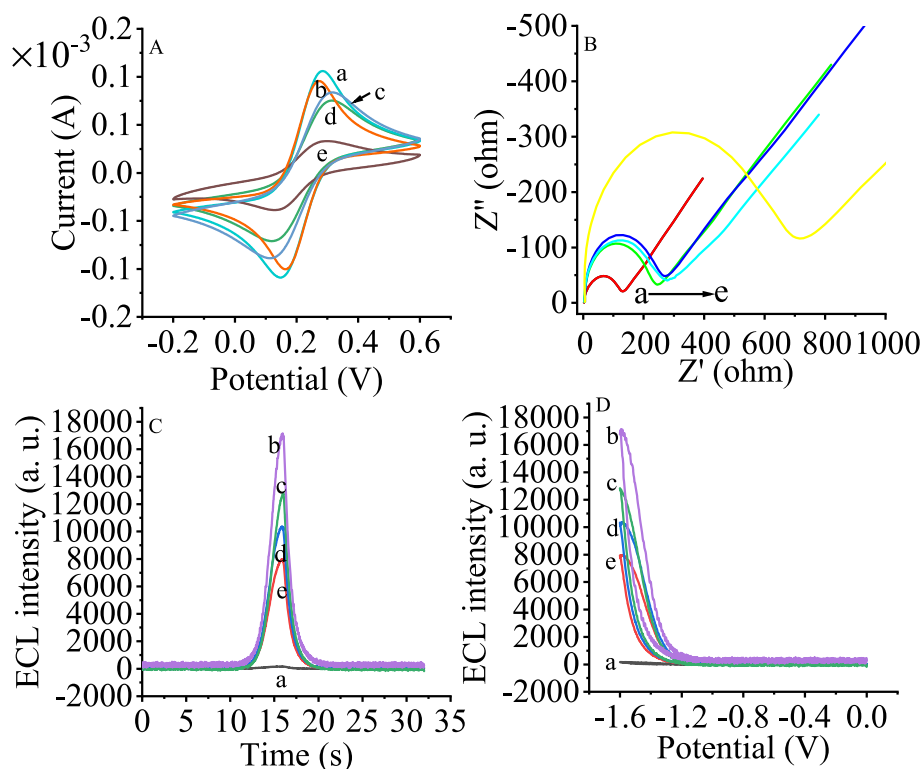 A
×10⁻³
0.2
0.1
0.1
0.0
-0.1
-0.1
-0.2
Current (A)
a
b
c
d
e
-0.2 0.0 0.2 0.4 0.6
Potential (V)
B
-500
-400
-300
-200
-100
0
Z" (ohm)
a e
0 200 400 600 800 1000
Z' (ohm)
C
18000
16000
14000
12000
10000
8000
6000
4000
2000
0
-2000
ECL intensity (a. u.)
b
c
d
e
a
0 5 10 15 20 25 30 35
Time (s)
D
18000
16000
14000
12000
10000
8000
6000
4000
2000
0
-2000
ECL intensity (a. u.)
b
c
d
e
a
-1.6 -1.2 -0.8 -0.4 0.0
Potential (V)